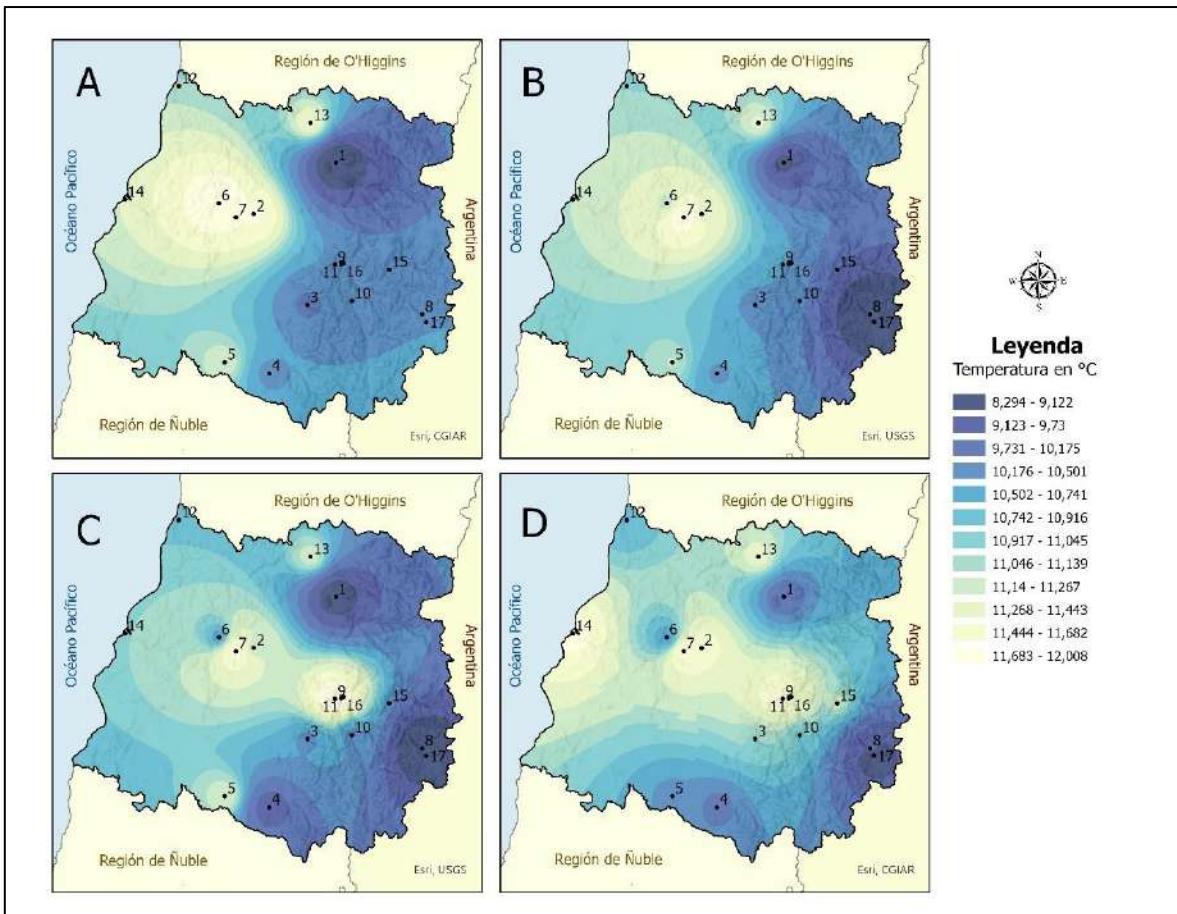 A
Región de O'Higgins
12
13
1
Océano Pacífico
14
6
7
2
Argentina
9
11
16
15
3
10
8
17
5
4
Región de Ñuble
Esri, CGIAR
B
Región de O'Higgins
12
13
1
Océano Pacífico
14
6
7
2
Argentina
9
11
16
15
3
10
8
17
5
4
Región de Ñuble
Esri, USGS
C
Región de O'Higgins
12
13
1
Océano Pacífico
14
6
7
2
Argentina
9
11
16
15
3
10
8
17
5
4
Región de Ñuble
Esri, USGS
D
Región de O'Higgins
12
13
1
Océano Pacífico
14
6
7
2
Argentina
9
11
16
15
3
10
8
17
5
4
Región de Ñuble
Esri, CGIAR
N
W
E
S
Leyenda
Temperatura en °C
8,294 - 9,122
9,123 - 9,73
9,731 - 10,175
10,176 - 10,501
10,502 - 10,741
10,742 - 10,916
10,917 - 11,045
11,046 - 11,139
11,14 - 11,267
11,268 - 11,443
11,444 - 11,682
11,683 - 12,008